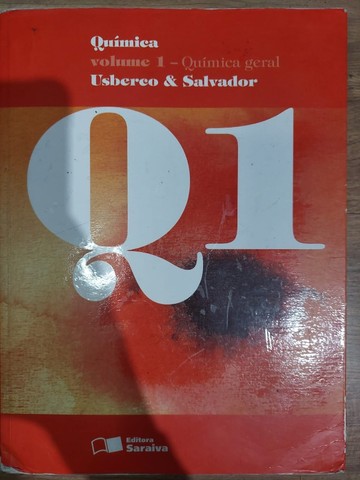 Química
volume 1 – Química geral
Usberco & Salvador
Q1
Editora
Saraiva